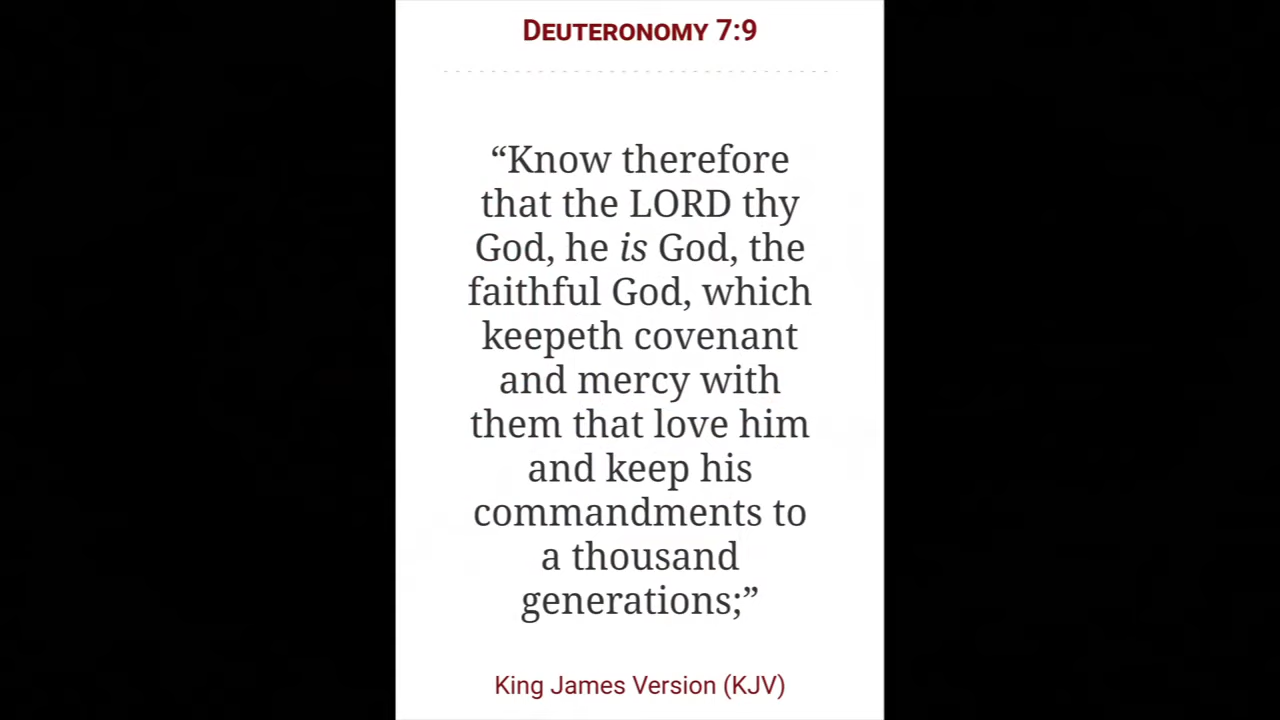 DEUTERONOMY 7:9
“Know therefore
that the LORD thy
God, he is God, the
faithful God, which
keepeth covenant
and mercy with
them that love him
and keep his
commandments to
a thousand
generations;”
King James Version (KJV)